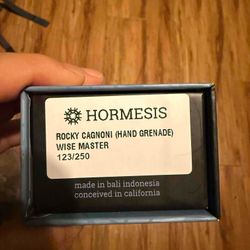 HORMESIS
ROCKY CAGNONI (HAND GRENADE)
WISE MASTER
123/250
made in bali indonesia
conceived in california